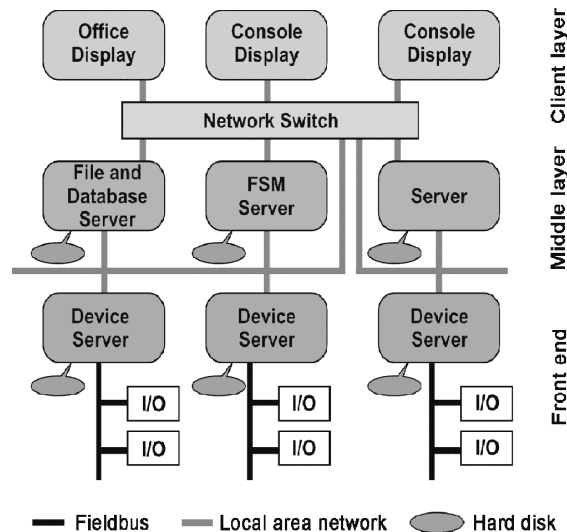 Office
Display
Console
Display
Console
Display
Client layer
Network Switch
File and
Database
Server
FSM
Server
Server
Middle layer
Device
Server
Device
Server
Device
Server
Front end
I/O
I/O
I/O
I/O
I/O
I/O
Fieldbus
Local area network
Hard disk